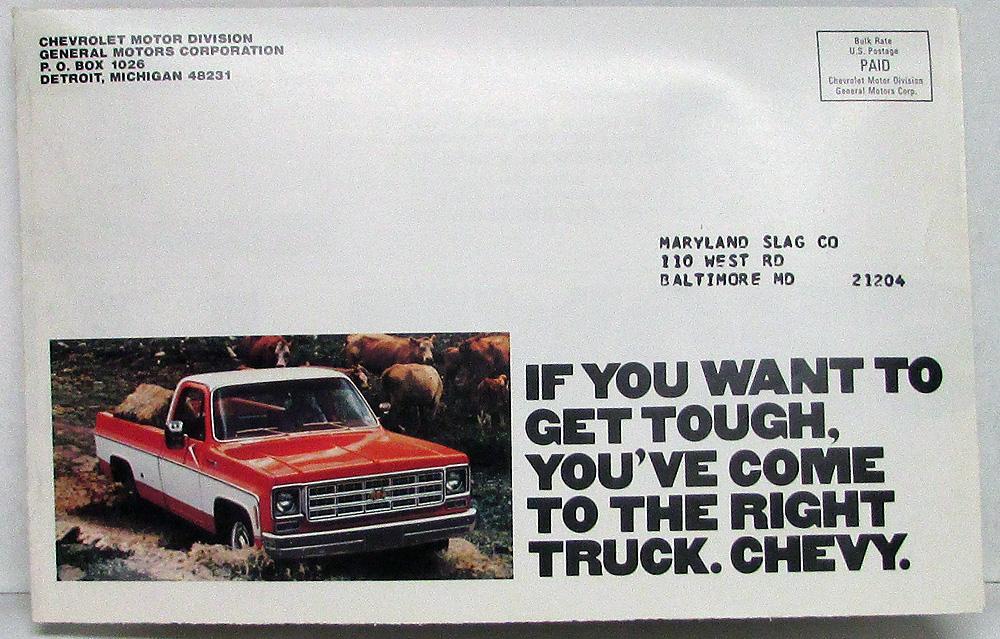 CHEVROLET MOTOR DIVISION
GENERAL MOTORS CORPORATION
P. O. BOX 1026
DETROIT, MICHIGAN 48231
Bulk Rate
U.S. Postage
PAID
Chevrolet Motor Division
General Motors Corp.
MARYLAND SLAG CO
110 WEST RD
BALTIMORE MD 21204
IF YOU WANT TO
GET TOUGH,
YOU'VE COME
TO THE RIGHT
TRUCK. CHEVY.